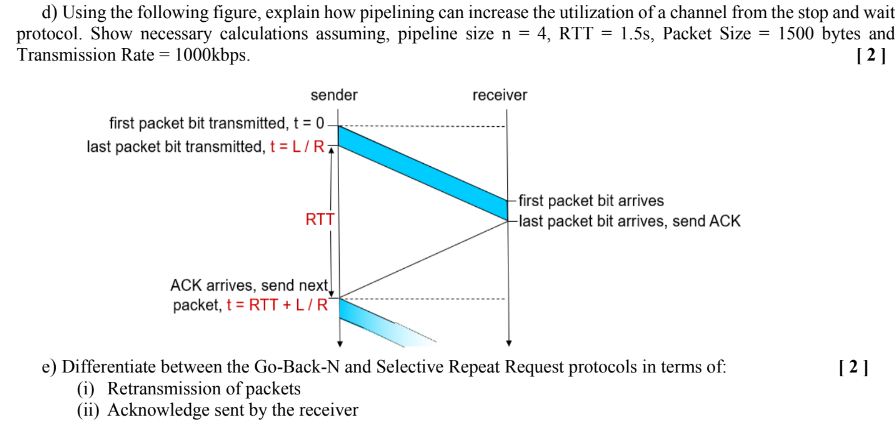 d) Using the following figure, explain how pipelining can increase the utilization of a channel from the stop and wait
protocol. Show necessary calculations assuming, pipeline size n = 4, RTT = 1.5s, Packet Size = 1500 bytes and
Transmission Rate = 1000kbps. [ 2 ]
sender receiver
first packet bit transmitted, t = 0
last packet bit transmitted, t = L / R
first packet bit arrives
RTT
last packet bit arrives, send ACK
ACK arrives, send next
packet, t = RTT + L / R
e) Differentiate between the Go-Back-N and Selective Repeat Request protocols in terms of: [ 2 ]
(i) Retransmission of packets
(ii) Acknowledge sent by the receiver